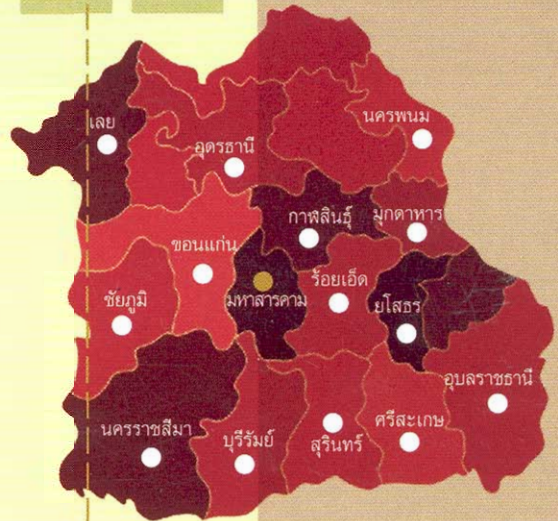 เลย
นครพนม
อุดรธานี
กาฬสินธุ์
มุกดาหาร
ขอนแก่น
ร้อยเอ็ด
มหาสารคาม
ชัยภูมิ
ยโสธร
อุบลราชธานี
นครราชสีมา
บุรีรัมย์
สุรินทร์
ศรีสะเกษ